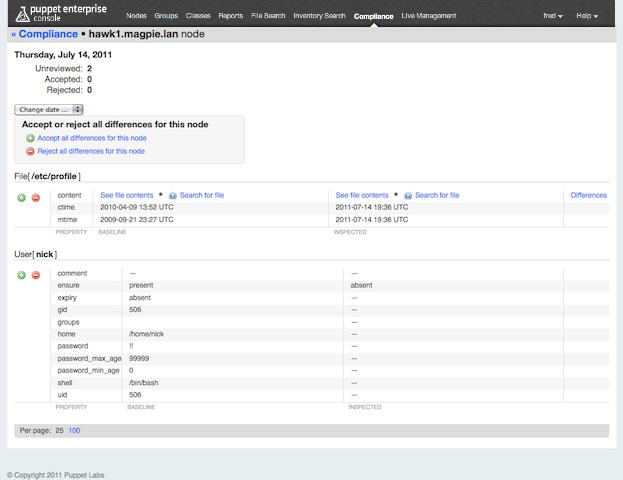 puppet enterprise
console
Nodes Groups Classes Reports File Search Inventory Search Compliance Live Management fred Help
« Compliance • hawk1.magpie.lan node
Thursday, July 14, 2011
Unreviewed: 2
Accepted: 0
Rejected: 0
Change date ...
Accept or reject all differences for this node
Accept all differences for this node
Reject all differences for this node
File[ /etc/profile ]
content See file contents • Search for file See file contents • Search for file Differences
ctime 2010-04-09 13:52 UTC 2011-07-14 19:36 UTC
mtime 2009-09-21 23:27 UTC 2011-07-14 19:36 UTC
PROPERTY BASELINE INSPECTED
User[ nick ]
comment — —
ensure present absent
expiry absent —
gid 506 —
groups —
home /home/nick —
password !! —
password_max_age 99999 —
password_min_age 0 —
shell /bin/bash —
uid 506 —
PROPERTY BASELINE INSPECTED
Per page: 25 100
© Copyright 2011 Puppet Labs